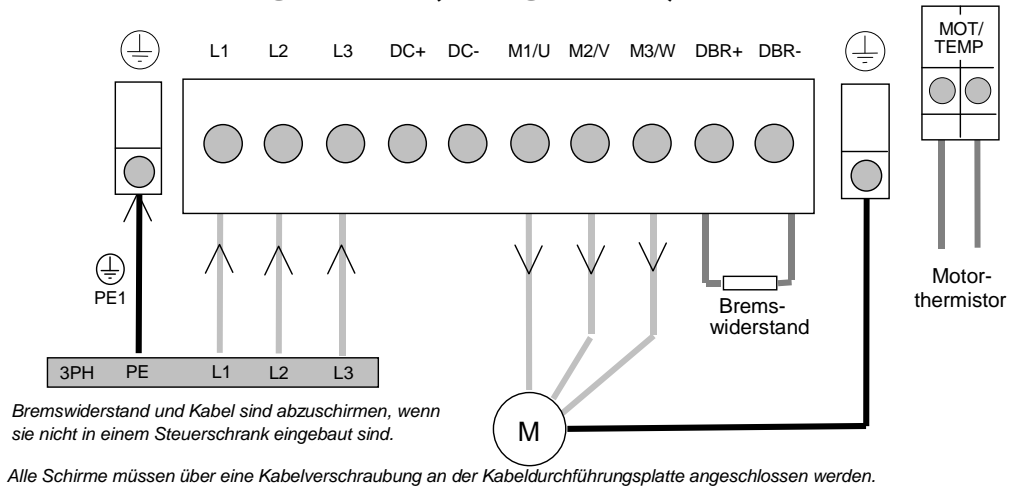 L1 L2 L3 DC+ DC- M1/U M2/V M3/W DBR+ DBR-
MOT/
TEMP
PE1
Brems-
widerstand
Motor-
thermistor
3PH PE L1 L2 L3
M
Bremswiderstand und Kabel sind abzuschirmen, wenn
sie nicht in einem Steuerschrank eingebaut sind.
Alle Schirme müssen über eine Kabelverschraubung an der Kabeldurchführungsplatte angeschlossen werden.